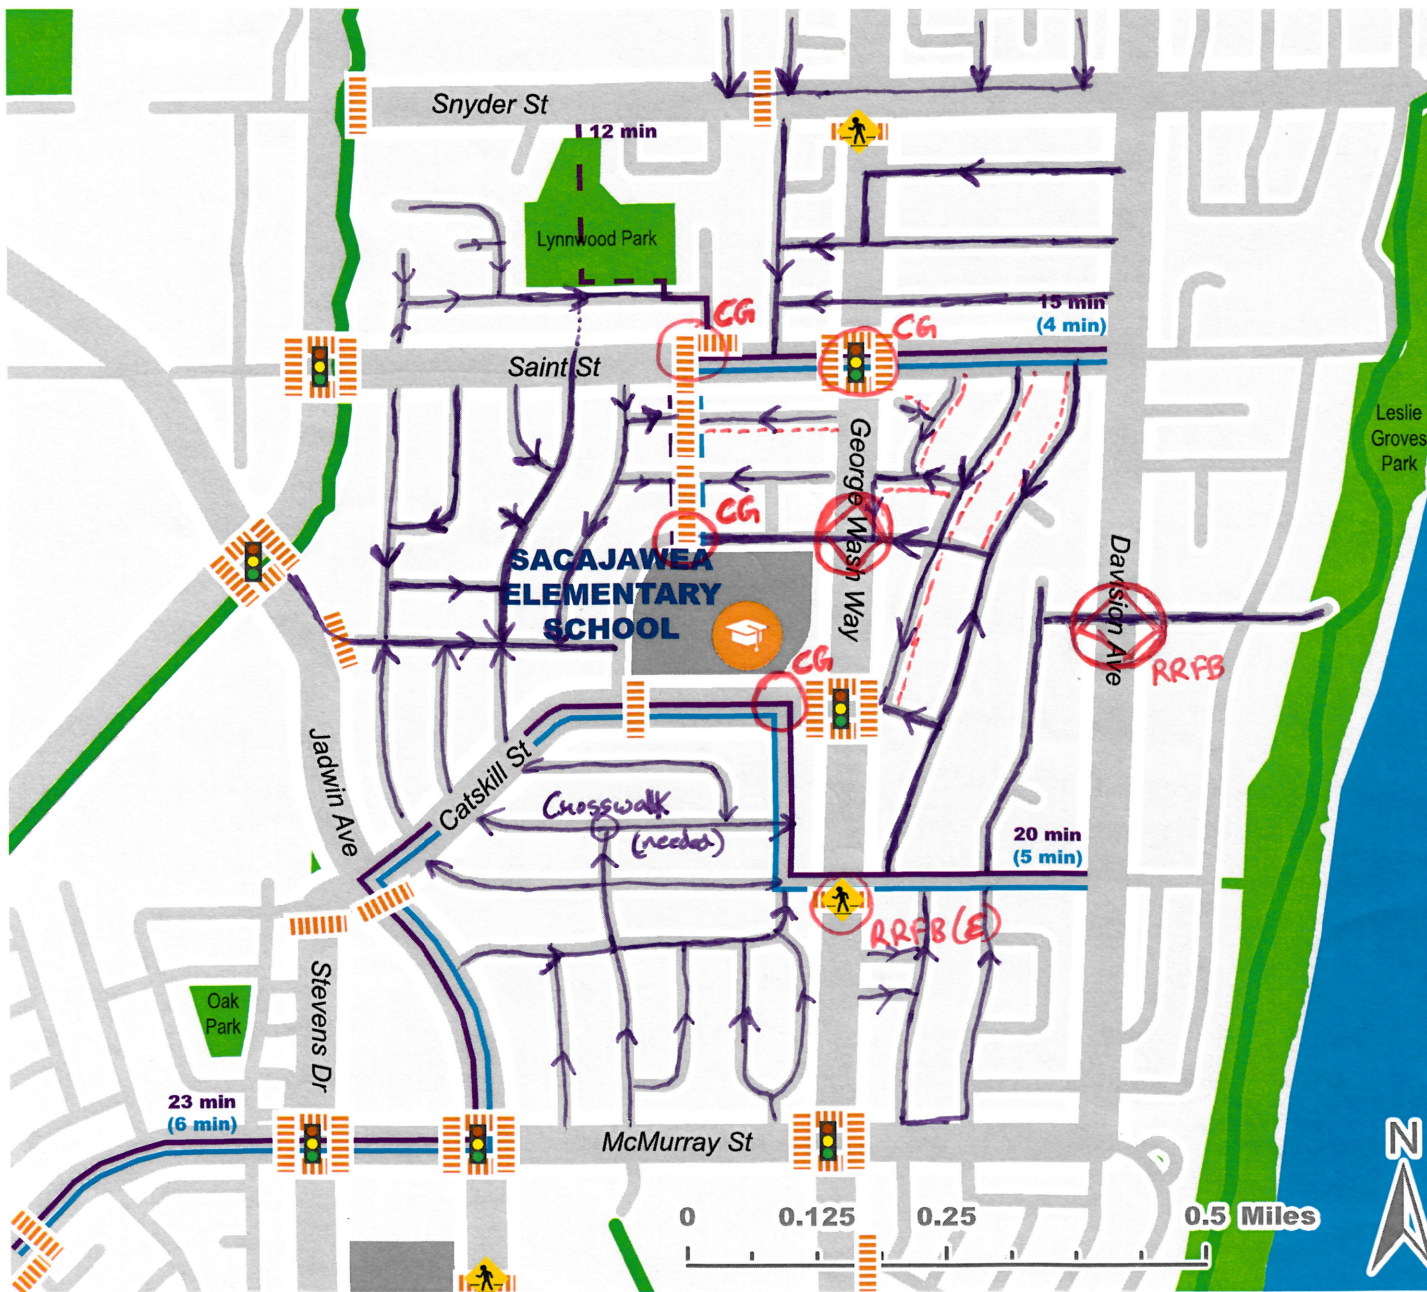 Snyder St
12 min
Lynnwood Park
15 min
(4 min)
CG
CG
Saint St
Leslie
Groves
Park
George Wash Way
CG
SACAJAWEA
ELEMENTARY
SCHOOL
Davision Ave
RRFB
CG
Jadwin Ave
Catskill St
Crosswalk
(needed)
20 min
(5 min)
RRFB (E)
Stevens Dr
Oak
Park
23 min
(6 min)
McMurray St
N
0 0.125 0.25 0.5 Miles